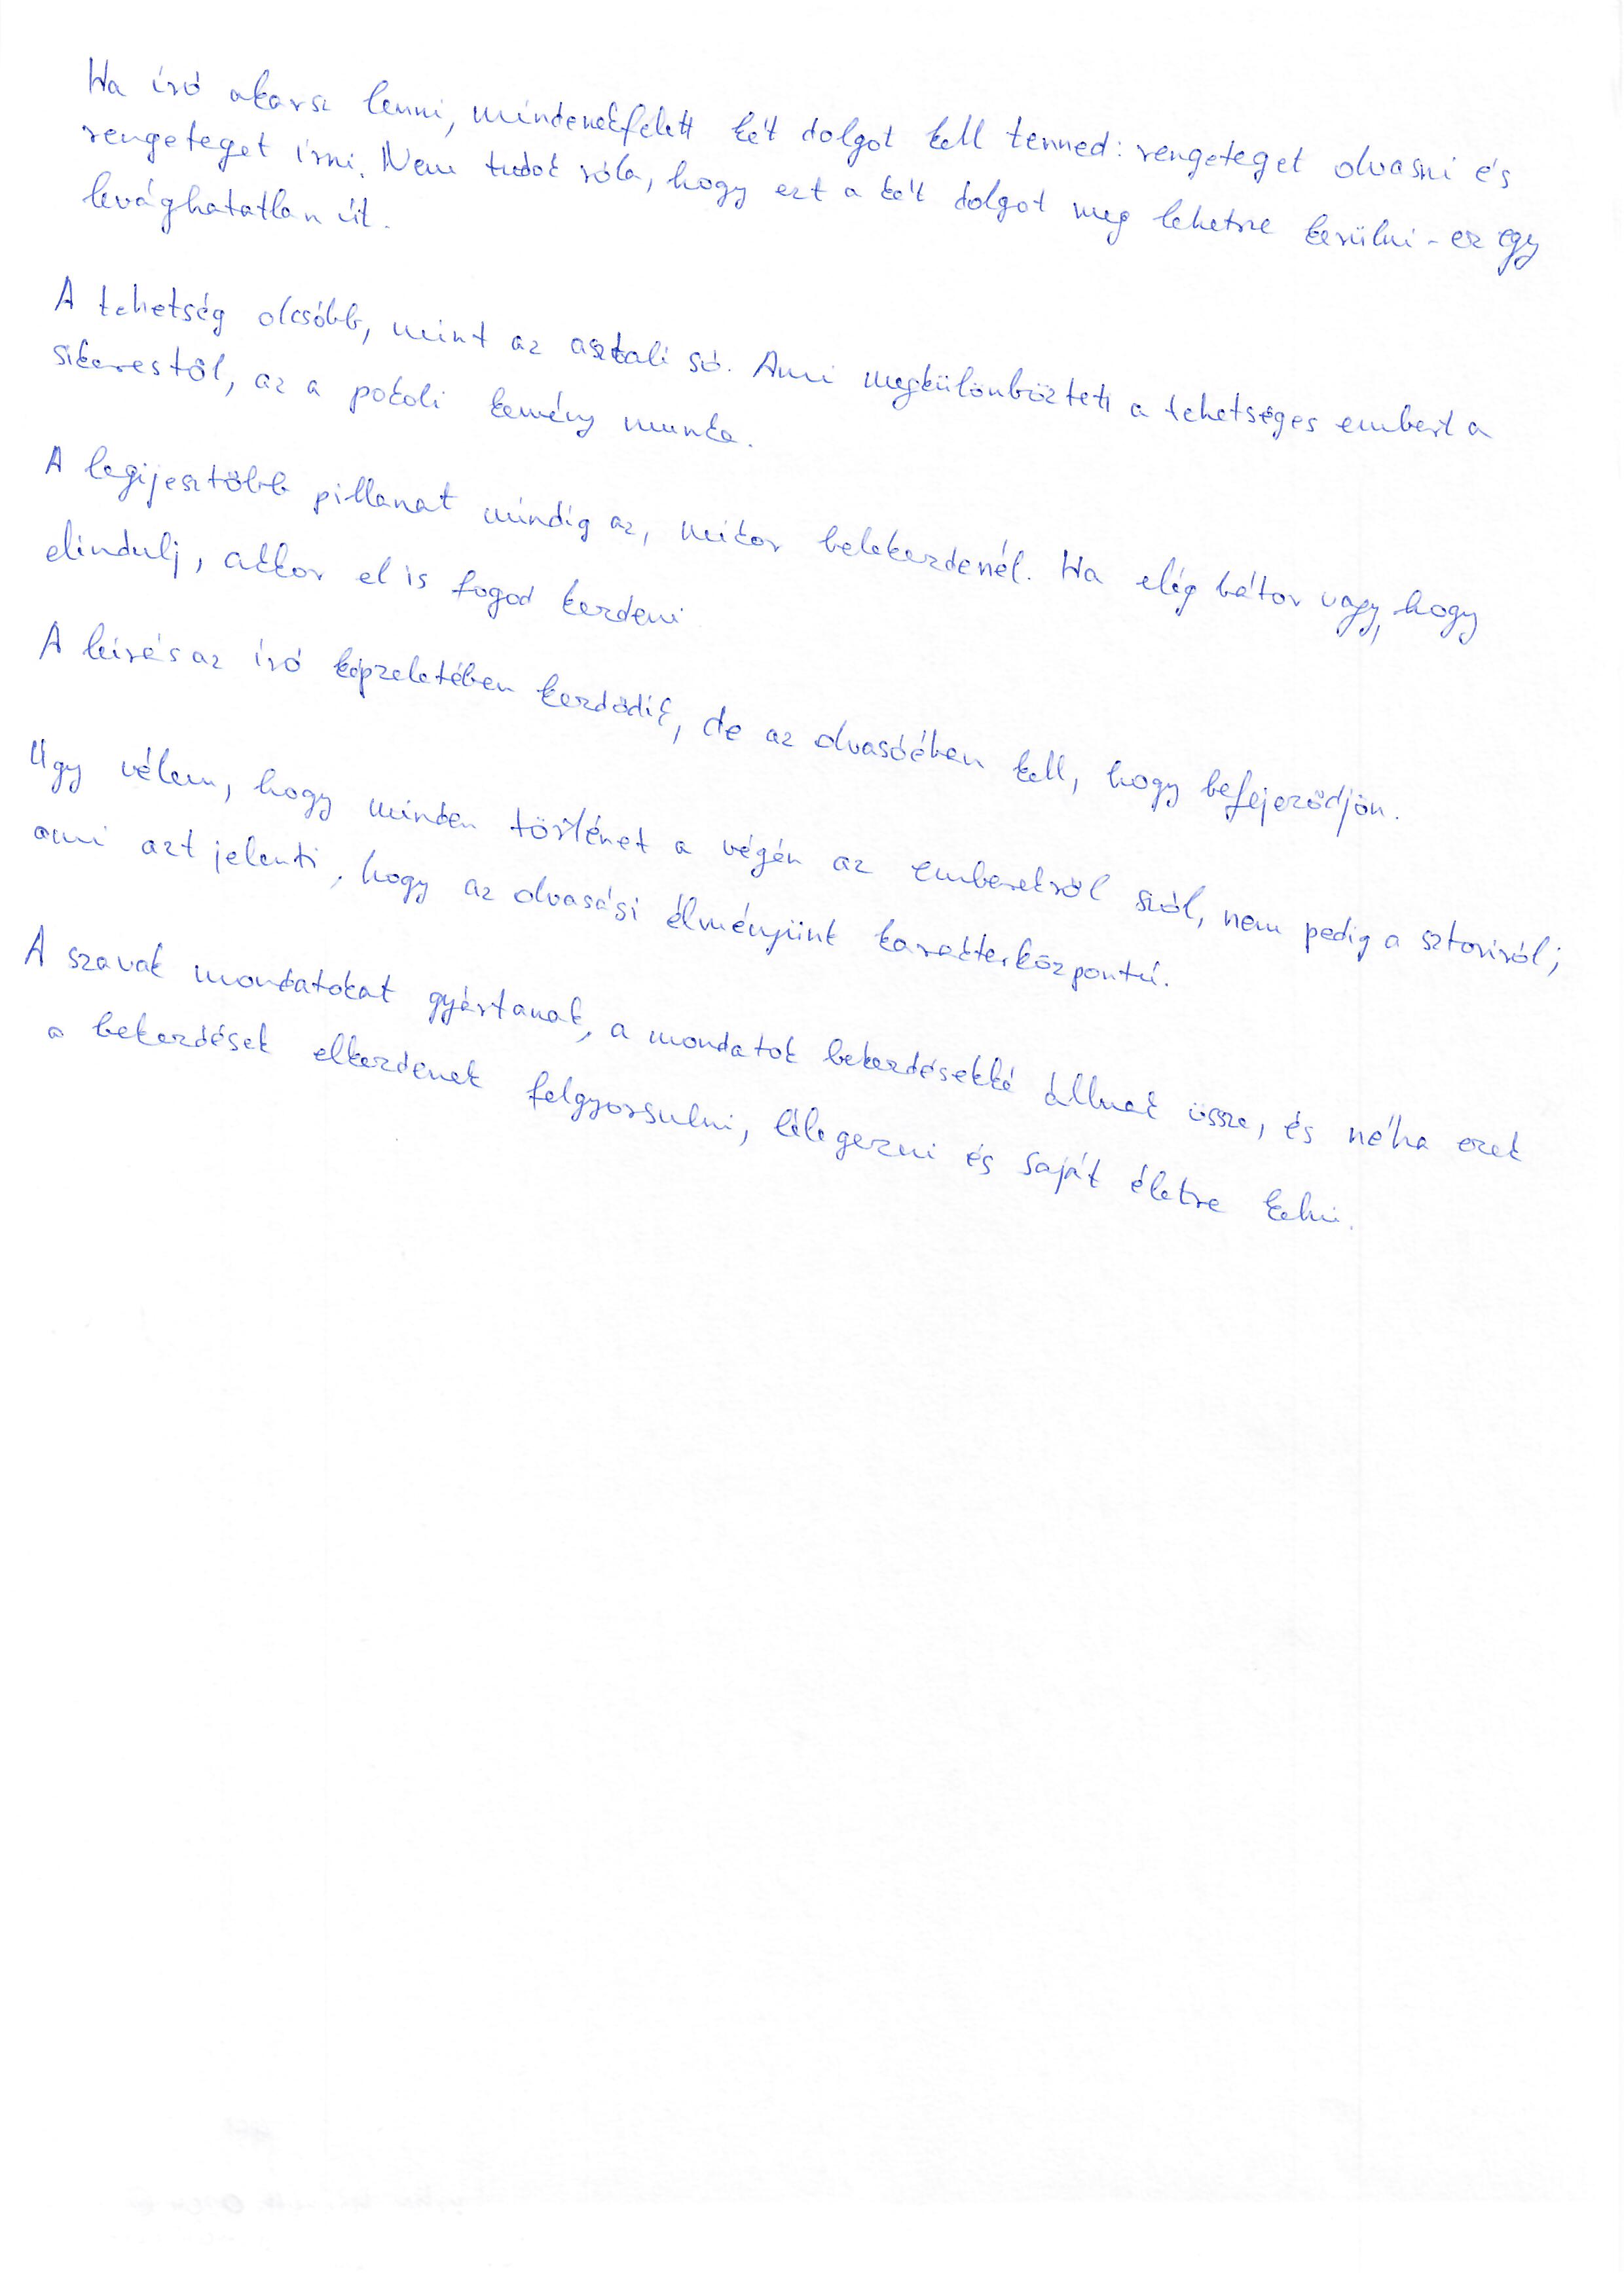 Ha író akarsz lenni, mindenekfelett két dolgot kell tenned: rengeteget olvasni és
rengeteget írni. Nem tudok róla, hogy ezt a két dolgot meg lehetne kerülni - ez egy
levághatatlan út.
A tehetség olcsóbb, mint az asztali só. Ami megkülönbözteti a tehetséges embert a
sikerestől, az a pokoli kemény munka.
A legijesztőbb pillanat mindig az, mikor belekezdenél. Ha elég bátor vagy, hogy
elindulj, akkor el is fogod kezdeni
A leírás az író képzeletében kezdődik, de az olvasóéban kell, hogy befejeződjön.
Úgy vélem, hogy minden történet a végén az emberekről szól, nem pedig a sztoriról;
ami azt jelenti, hogy az olvasási élményünk karakterközpontú.
A szavak mondatokat gyártanak, a mondatok bekezdésekké állnak össze, és néha ezek
a bekezdések elkezdenek felgyorsulni, lélegezni és saját életre kelni.